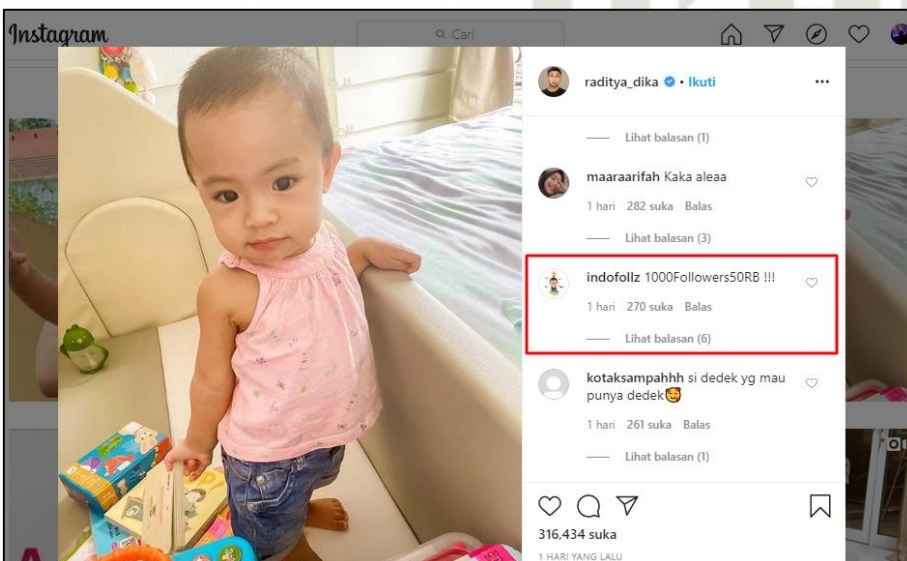 Instagram
Cari
raditya_dika • Ikuti
Lihat balasan (1)
maaraarifah Kaka aleaa
1 hari 282 suka Balas
Lihat balasan (3)
indofollz 1000Followers50RB !!!
1 hari 270 suka Balas
Lihat balasan (6)
kotaksampahhh si dedek yg mau
punya dedek🥰
1 hari 261 suka Balas
Lihat balasan (1)
316,434 suka
1 HARI YANG LALU